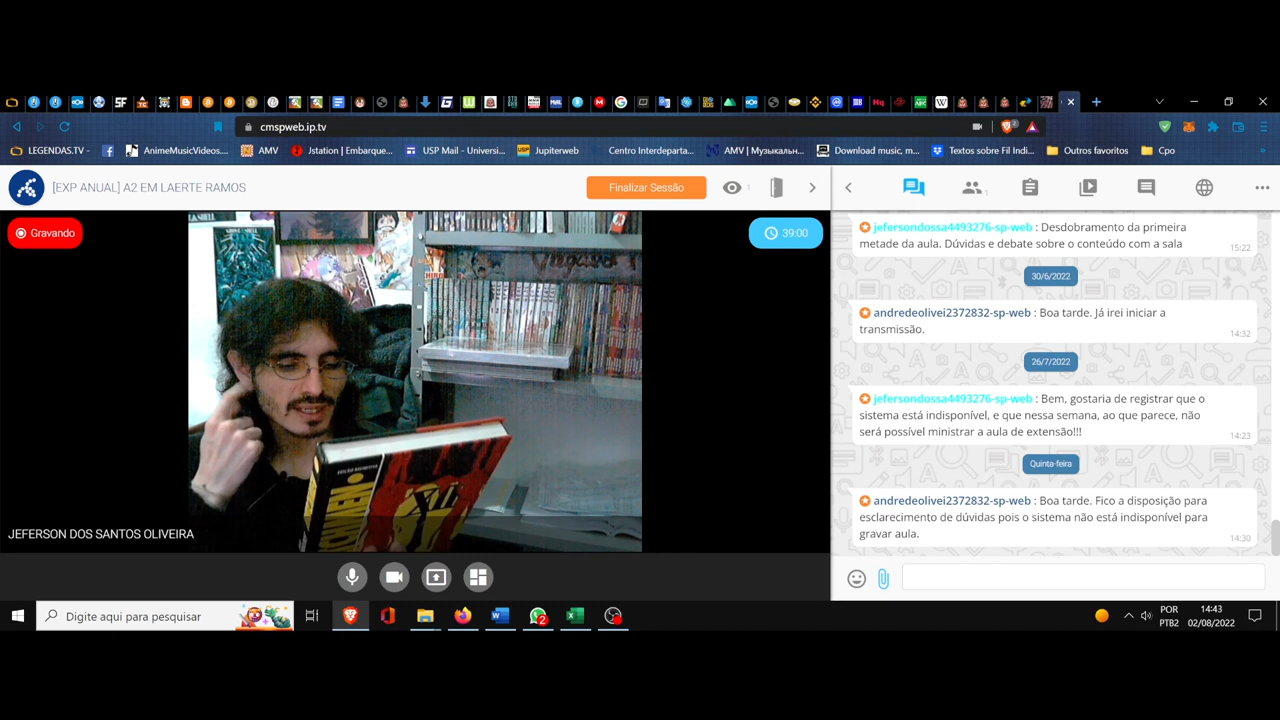 cmspweb.ip.tv
2
LEGENDAS.TV -
AnimeMusicVideos...
AMV
Jstation | Embarque...
USP Mail - Universi...
Jupiterweb
Centro Interdeparta...
AMV | Музыкальн...
Download music, m...
Textos sobre Fil Indi...
Outros favoritos
Cpo
[EXP ANUAL] A2 EM LAERTE RAMOS
Finalizar Sessão
1
1
Gravando
39:00
JEFERSON DOS SANTOS OLIVEIRA
jefersondossa4493276-sp-web : Desdobramento da primeira
metade da aula. Dúvidas e debate sobre o conteúdo com a sala
15:22
30/6/2022
andredeolivei2372832-sp-web : Boa tarde. Já irei iniciar a
transmissão.
14:32
26/7/2022
jefersondossa4493276-sp-web : Bem, gostaria de registrar que o
sistema está indisponível, e que nessa semana, ao que parece, não
será possível ministrar a aula de extensão!!!
14:23
Quinta-feira
andredeolivei2372832-sp-web : Boa tarde. Fico a disposição para
esclarecimento de dúvidas pois o sistema não está indisponível para
gravar aula.
14:30
Digite aqui para pesquisar
2
POR
PTB2
14:43
02/08/2022